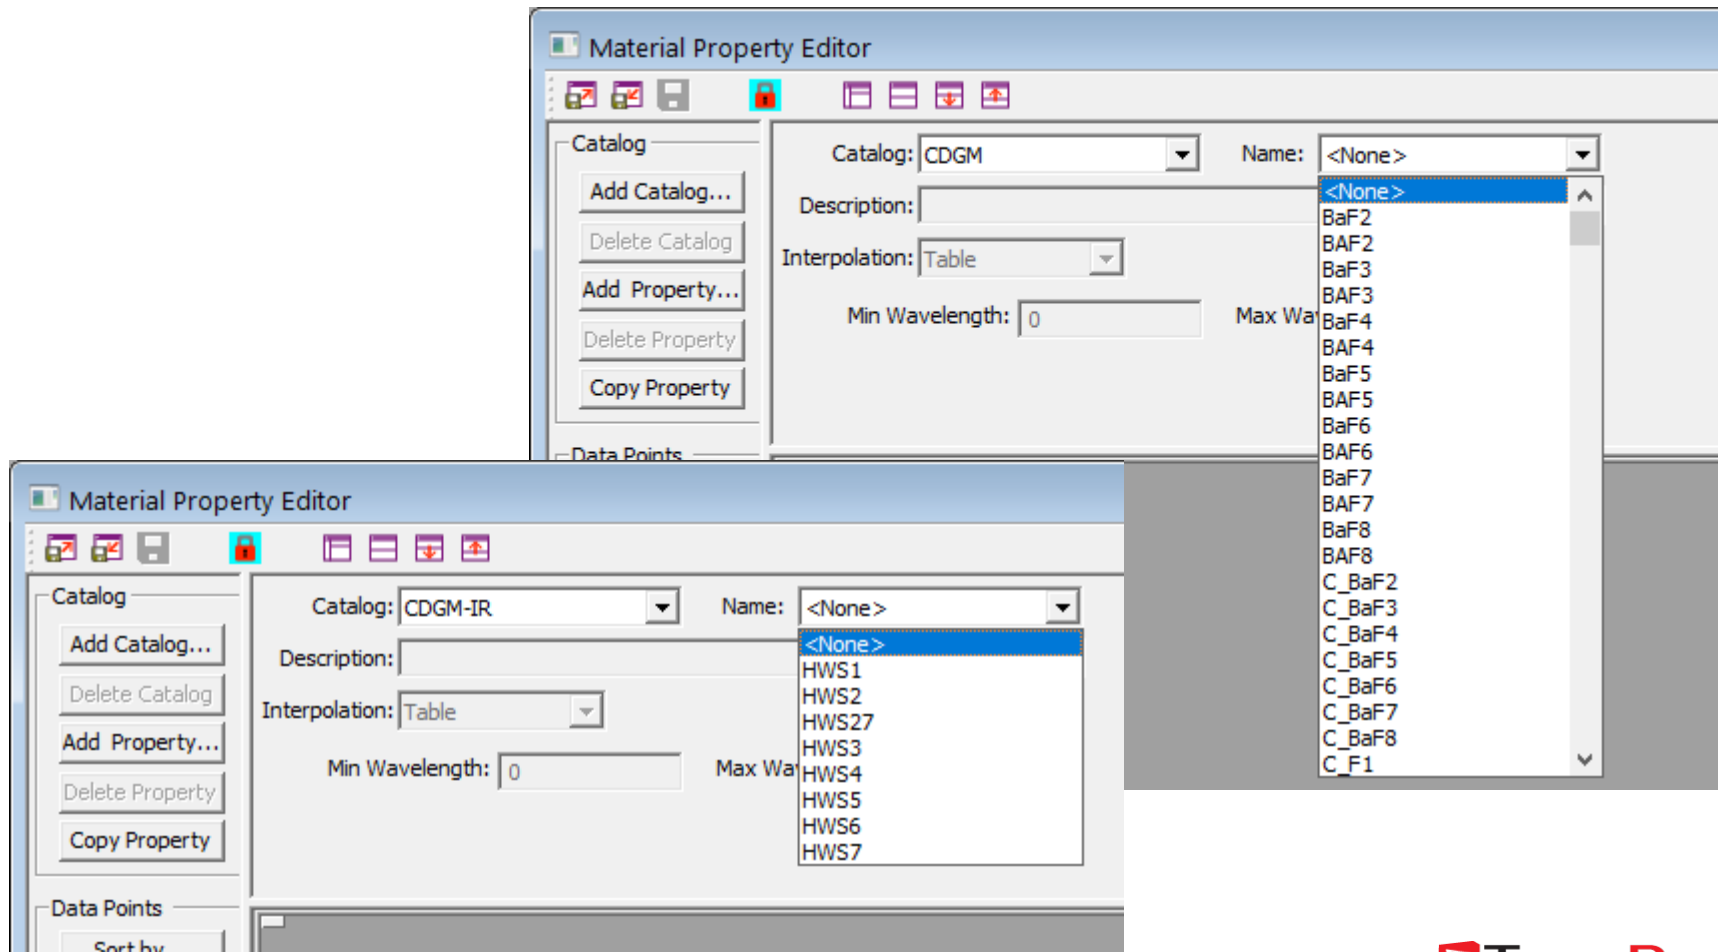 Material Property Editor
Catalog
Catalog: CDGM Name: <None>
Add Catalog...
Description:
Delete Catalog
Interpolation: Table
Add Property...
Min Wavelength: 0 Max Wa
Delete Property
Copy Property
Data Points
<None>
BaF2
BAF2
BaF3
BAF3
BaF4
BAF4
BaF5
BAF5
BaF6
BAF6
BaF7
BAF7
BaF8
BAF8
C_BaF2
C_BaF3
C_BaF4
C_BaF5
C_BaF6
C_BaF7
C_BaF8
C_F1
Material Property Editor
Catalog
Catalog: CDGM-IR Name: <None>
Add Catalog...
Description:
Delete Catalog
Interpolation: Table
Add Property...
Min Wavelength: 0 Max Wa
Delete Property
Copy Property
Data Points
Sort by
<None>
HWS1
HWS2
HWS27
HWS3
HWS4
HWS5
HWS6
HWS7